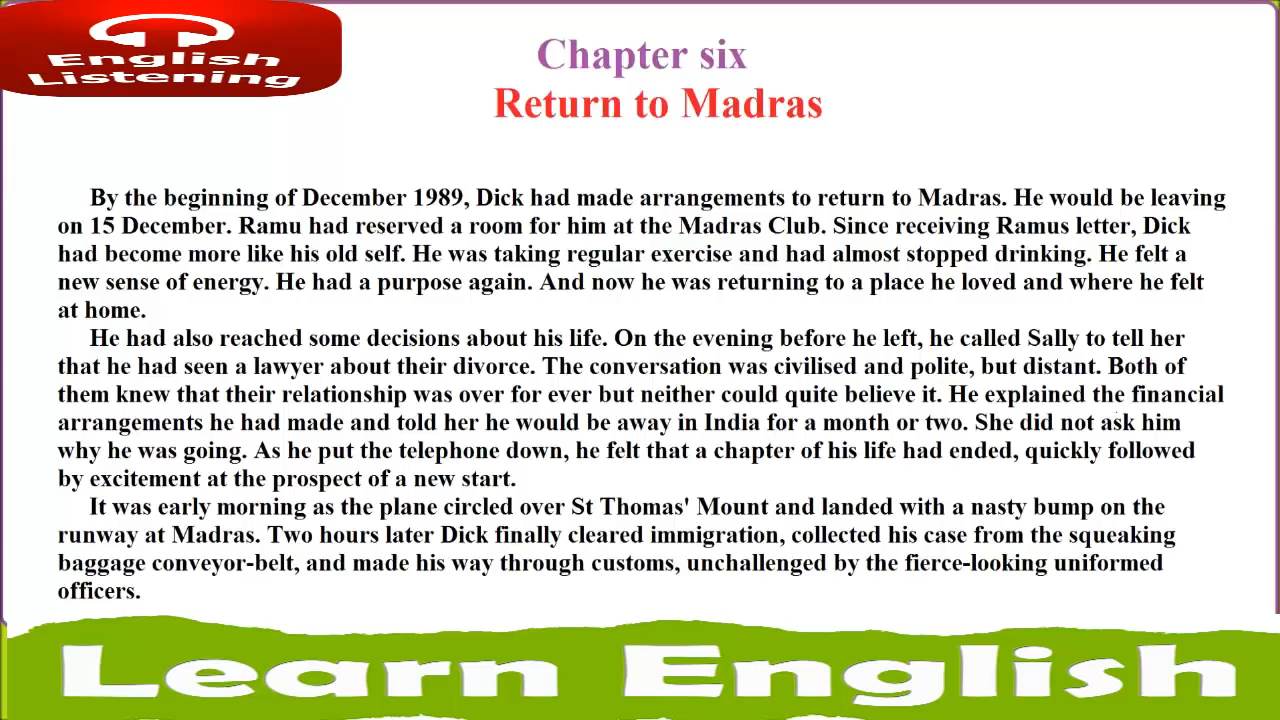 English
Listening
Chapter six
Return to Madras
By the beginning of December 1989, Dick had made arrangements to return to Madras. He would be leaving
on 15 December. Ramu had reserved a room for him at the Madras Club. Since receiving Ramus letter, Dick
had become more like his old self. He was taking regular exercise and had almost stopped drinking. He felt a
new sense of energy. He had a purpose again. And now he was returning to a place he loved and where he felt
at home.
He had also reached some decisions about his life. On the evening before he left, he called Sally to tell her
that he had seen a lawyer about their divorce. The conversation was civilised and polite, but distant. Both of
them knew that their relationship was over for ever but neither could quite believe it. He explained the financial
arrangements he had made and told her he would be away in India for a month or two. She did not ask him
why he was going. As he put the telephone down, he felt that a chapter of his life had ended, quickly followed
by excitement at the prospect of a new start.
It was early morning as the plane circled over St Thomas' Mount and landed with a nasty bump on the
runway at Madras. Two hours later Dick finally cleared immigration, collected his case from the squeaking
baggage conveyor-belt, and made his way through customs, unchallenged by the fierce-looking uniformed
officers.
Learn English